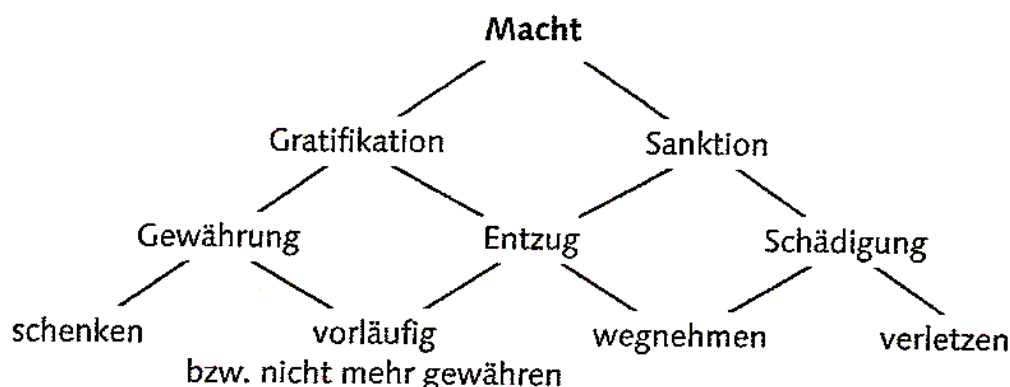 Macht
Gratifikation Sanktion
Gewährung Entzug Schädigung
schenken vorläufig wegnehmen verletzen
bzw. nicht mehr gewähren